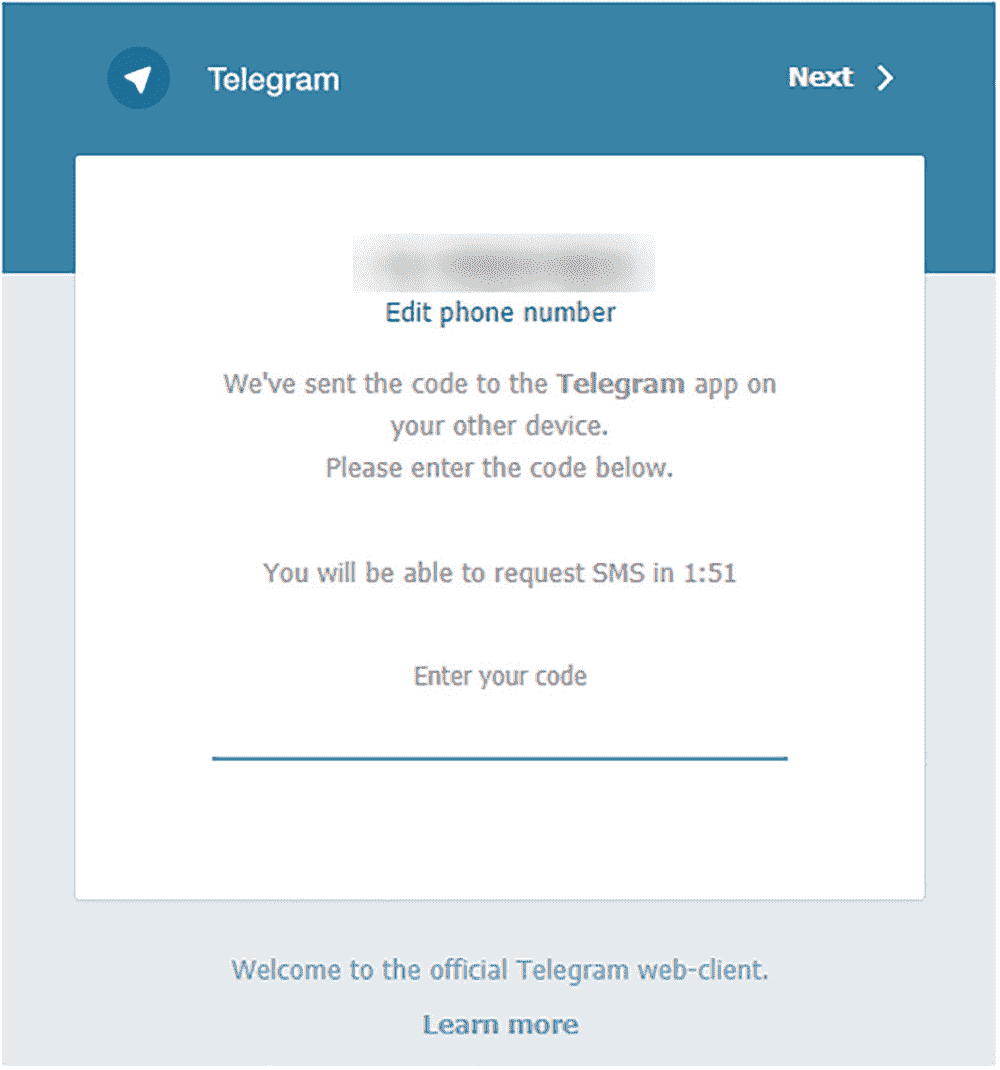 Telegram
Next
Edit phone number
We've sent the code to the Telegram app on
your other device.
Please enter the code below.
You will be able to request SMS in 1:51
Enter your code
Welcome to the official Telegram web-client.
Learn more